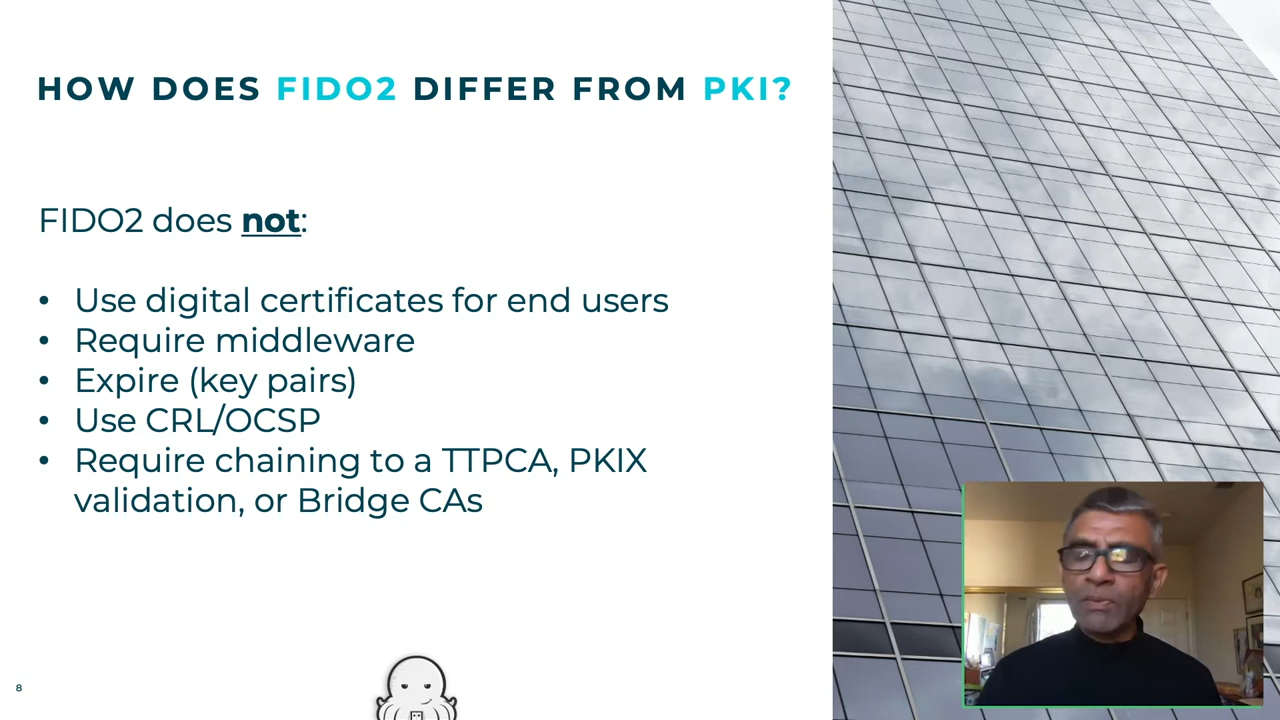 HOW DOES FIDO2 DIFFER FROM PKI?
FIDO2 does not:
• Use digital certificates for end users
• Require middleware
• Expire (key pairs)
• Use CRL/OCSP
• Require chaining to a TTPCA, PKIX
validation, or Bridge CAs
8